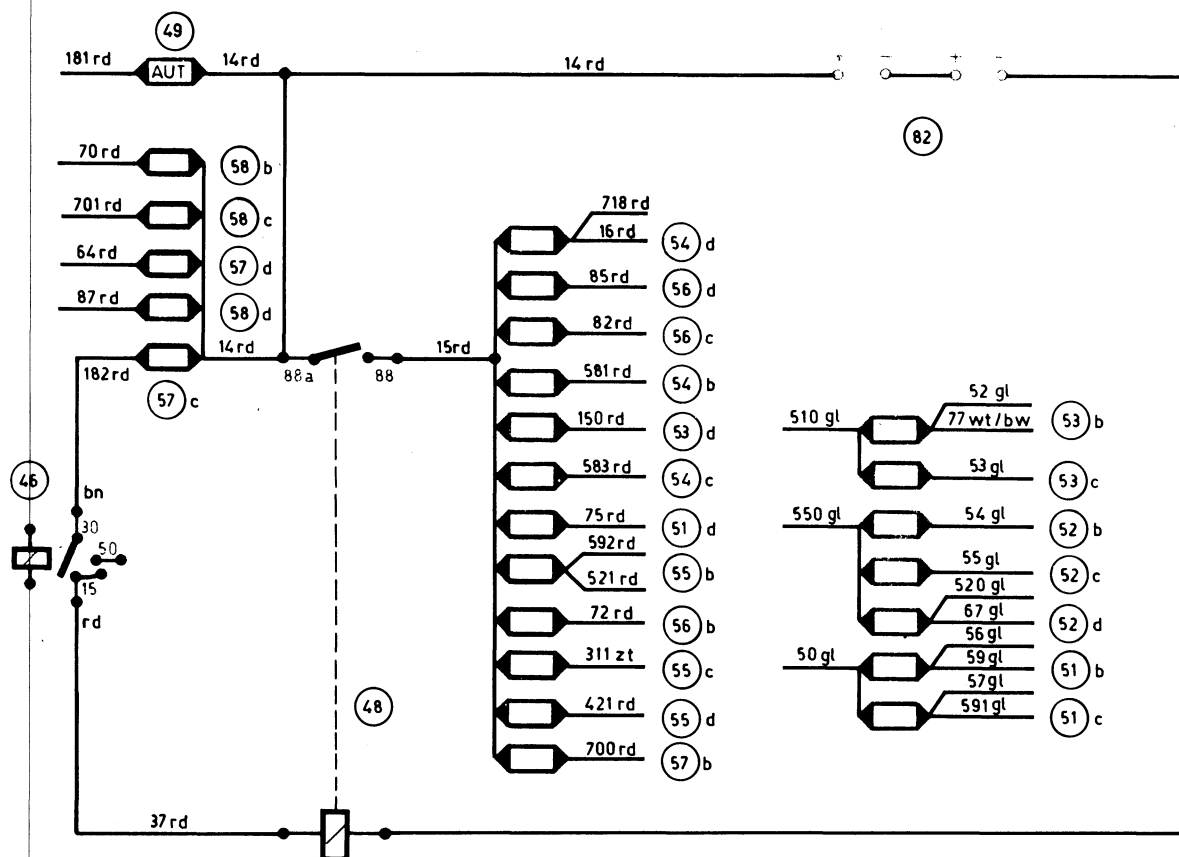 49
181 rd AUT 14 rd 14 rd + − + −
82
70 rd 58 b
701 rd 58 c
64 rd 57 d
87 rd 58 d
14 rd
182 rd 57 c
88a 88 15 rd
718 rd
16 rd 54 d
85 rd 56 d
82 rd 56 c
581 rd 54 b
150 rd 53 d
583 rd 54 c
75 rd 51 d
592 rd
521 rd 55 b
72 rd 56 b
311 zt 55 c
421 rd 55 d
700 rd 57 b
510 gl 52 gl
77 wt/bw 53 b
53 gl 53 c
550 gl 54 gl 52 b
55 gl 52 c
520 gl
67 gl 52 d
50 gl 56 gl
59 gl 51 b
57 gl
591 gl 51 c
46
bn
30
50
15
rd
48
37 rd